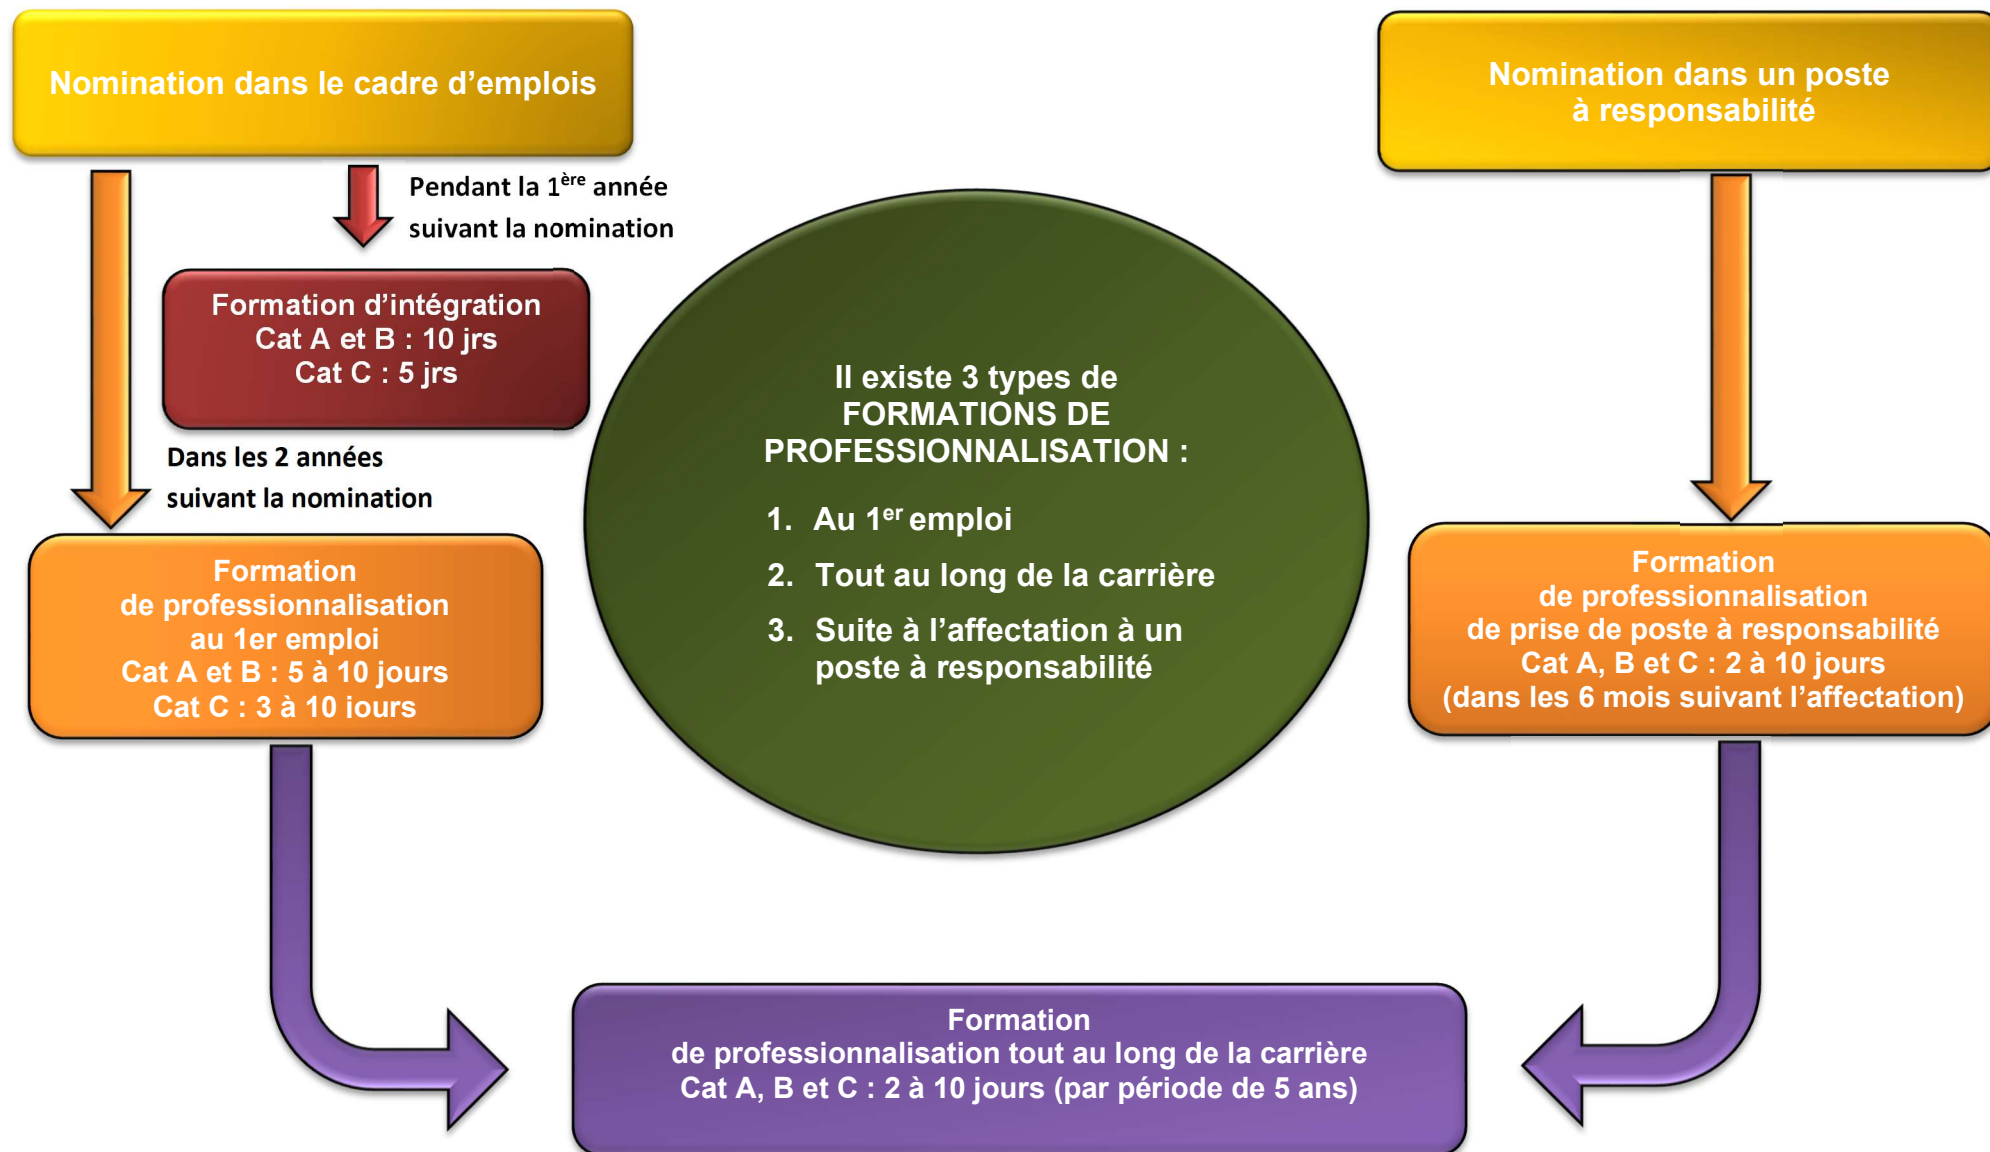 Nomination dans le cadre d’emplois
Nomination dans un poste
à responsabilité
Pendant la 1ère année
suivant la nomination
Formation d’intégration
Cat A et B : 10 jrs
Cat C : 5 jrs
Dans les 2 années
suivant la nomination
Formation
de professionnalisation
au 1er emploi
Cat A et B : 5 à 10 jours
Cat C : 3 à 10 jours
Il existe 3 types de
FORMATIONS DE
PROFESSIONNALISATION :
1. Au 1er emploi
2. Tout au long de la carrière
3. Suite à l’affectation à un
poste à responsabilité
Formation
de professionnalisation
de prise de poste à responsabilité
Cat A, B et C : 2 à 10 jours
(dans les 6 mois suivant l’affectation)
Formation
de professionnalisation tout au long de la carrière
Cat A, B et C : 2 à 10 jours (par période de 5 ans)